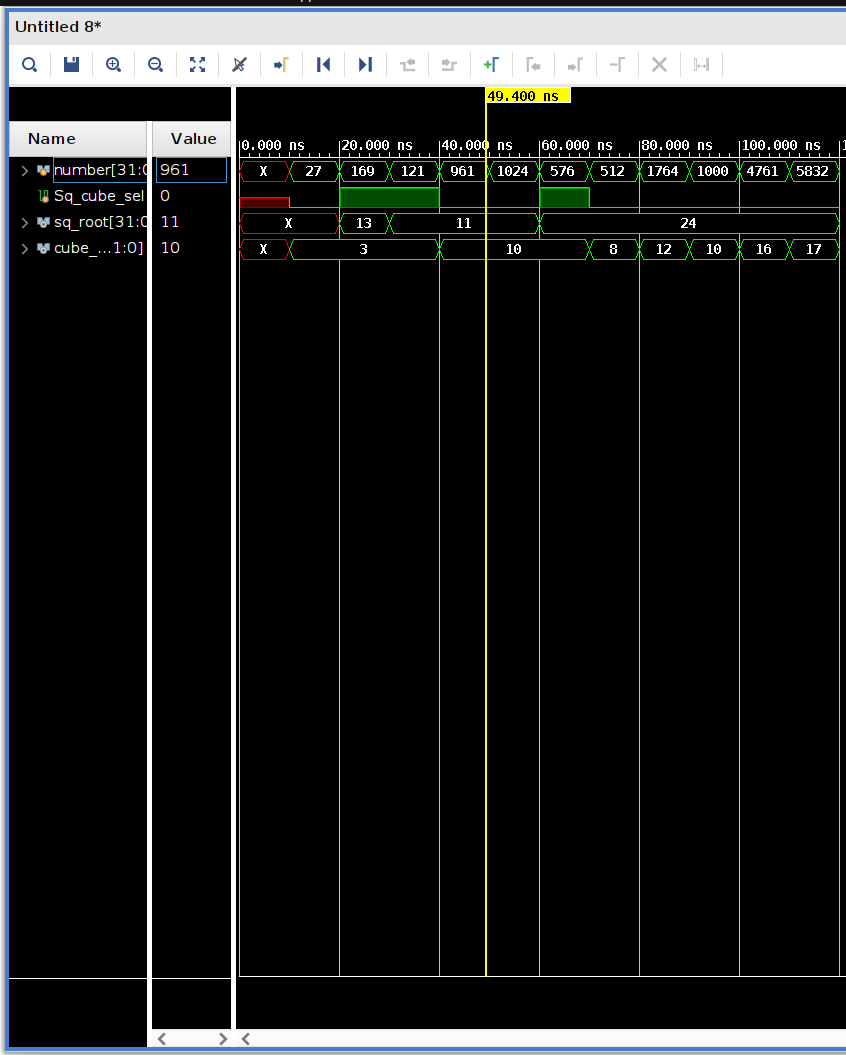 Untitled 8*
49.400 ns
Name Value
0.000 ns 20.000 ns 40.000 ns 60.000 ns 80.000 ns 100.000 ns
number[31:0 961 X 27 169 121 961 1024 576 512 1764 1000 4761 5832
Sq_cube_sel 0
sq_root[31:0 11 X 13 11 24
cube_...1:0] 10 X 3 10 8 12 10 16 17